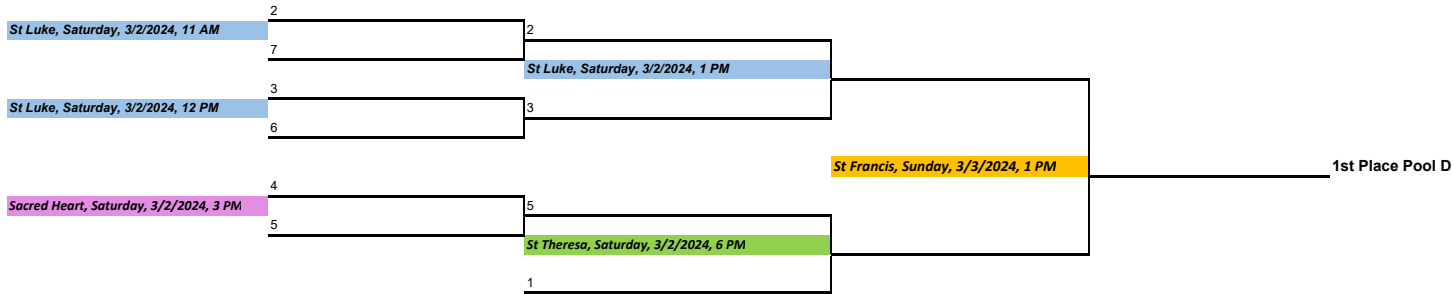 2
St Luke, Saturday, 3/2/2024, 11 AM
2
7
St Luke, Saturday, 3/2/2024, 1 PM
3
St Luke, Saturday, 3/2/2024, 12 PM
3
6
St Francis, Sunday, 3/3/2024, 1 PM
1st Place Pool D
4
Sacred Heart, Saturday, 3/2/2024, 3 PM
5
5
St Theresa, Saturday, 3/2/2024, 6 PM
1